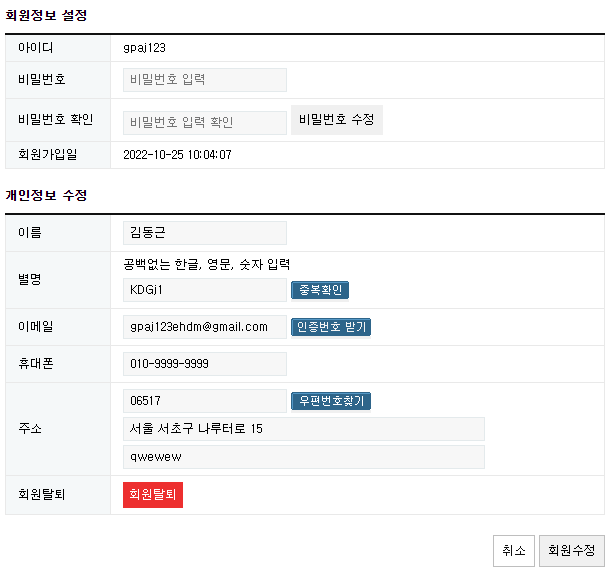 회원정보 설정
아이디 gpaj123
비밀번호 비밀번호 입력
비밀번호 확인 비밀번호 입력 확인 비밀번호 수정
회원가입일 2022-10-25 10:04:07
개인정보 수정
이름 김동근
별명 공백없는 한글, 영문, 숫자 입력
KDGj1 중복확인
이메일 gpaj123ehdm@gmail.com 인증번호 받기
휴대폰 010-9999-9999
주소 06517 우편번호찾기
서울 서초구 나루터로 15
qwewew
회원탈퇴 회원탈퇴
취소 회원수정